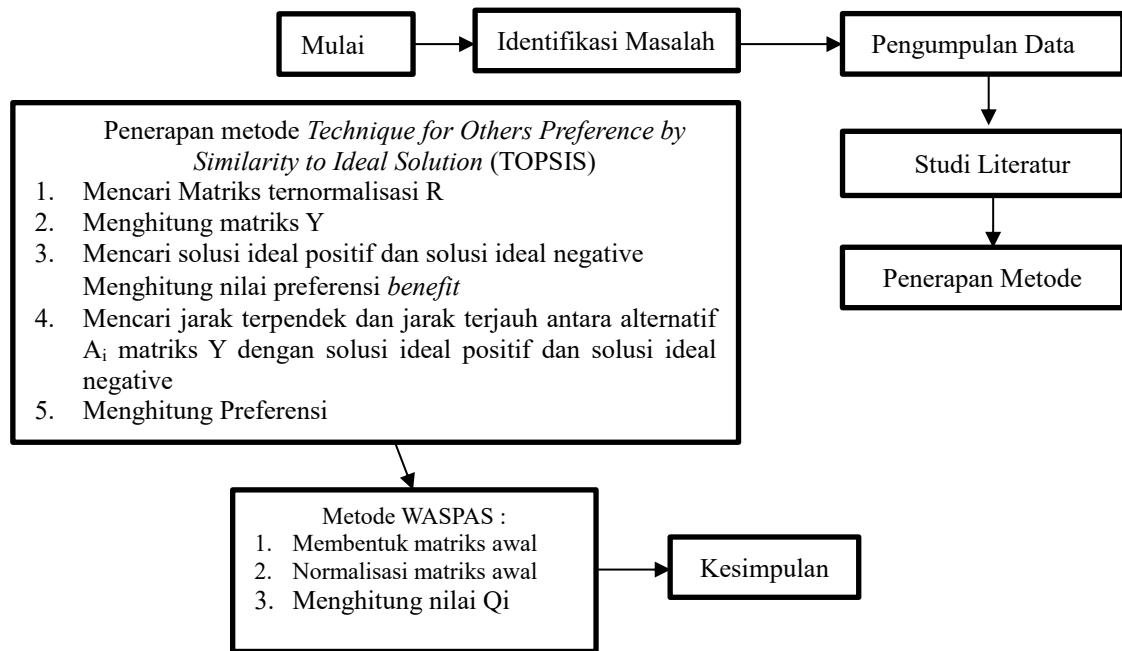 Mulai
Identifikasi Masalah
Pengumpulan Data
Studi Literatur
Penerapan Metode
Penerapan metode Technique for Others Preference by
Similarity to Ideal Solution (TOPSIS)
1. Mencari Matriks ternormalisasi R
2. Menghitung matriks Y
3. Mencari solusi ideal positif dan solusi ideal negative
Menghitung nilai preferensi benefit
4. Mencari jarak terpendek dan jarak terjauh antara alternatif
Ai matriks Y dengan solusi ideal positif dan solusi ideal
negative
5. Menghitung Preferensi
Metode WASPAS :
1. Membentuk matriks awal
2. Normalisasi matriks awal
3. Menghitung nilai Qi
Kesimpulan